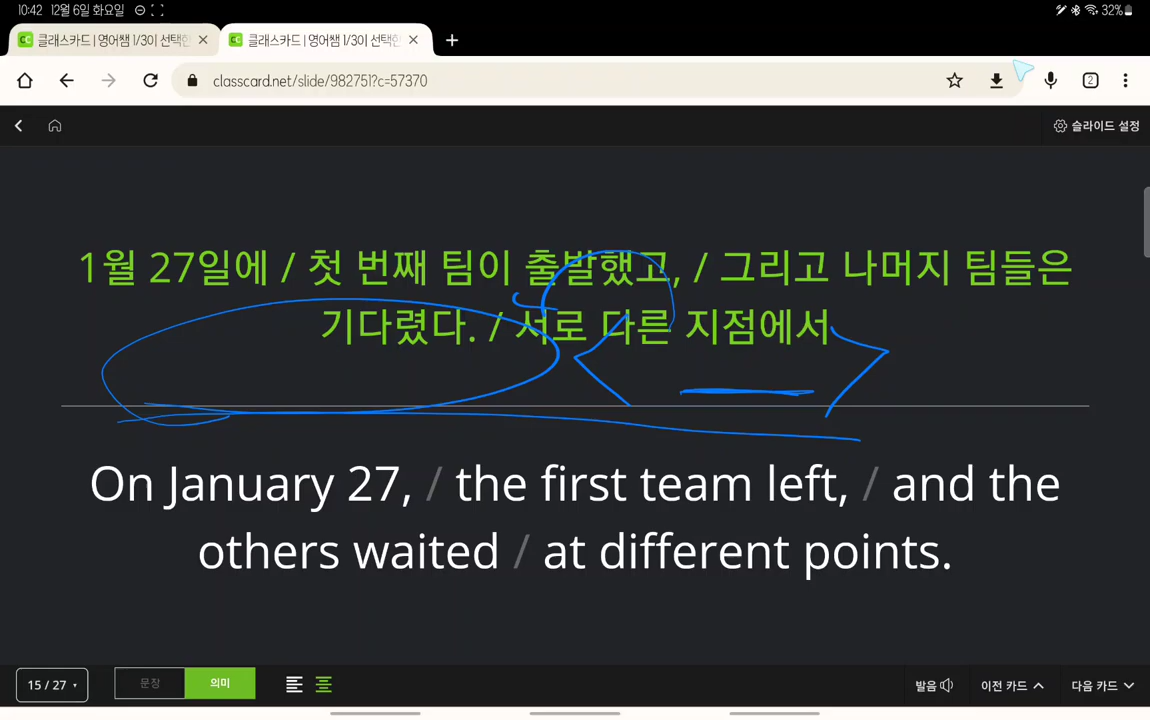 10:42 12월 6일 화요일
32%
클래스카드 | 영어쌤 1/30| 선택한
클래스카드 | 영어쌤 1/30| 선택한
classcard.net/slide/982751?c=57370
2
슬라이드 설정
1월 27일에 / 첫 번째 팀이 출발했고, / 그리고 나머지 팀들은
기다렸다. / 서로 다른 지점에서
On January 27, / the first team left, / and the
others waited / at different points.
15 / 27
문장
의미
발음
이전 카드
다음 카드